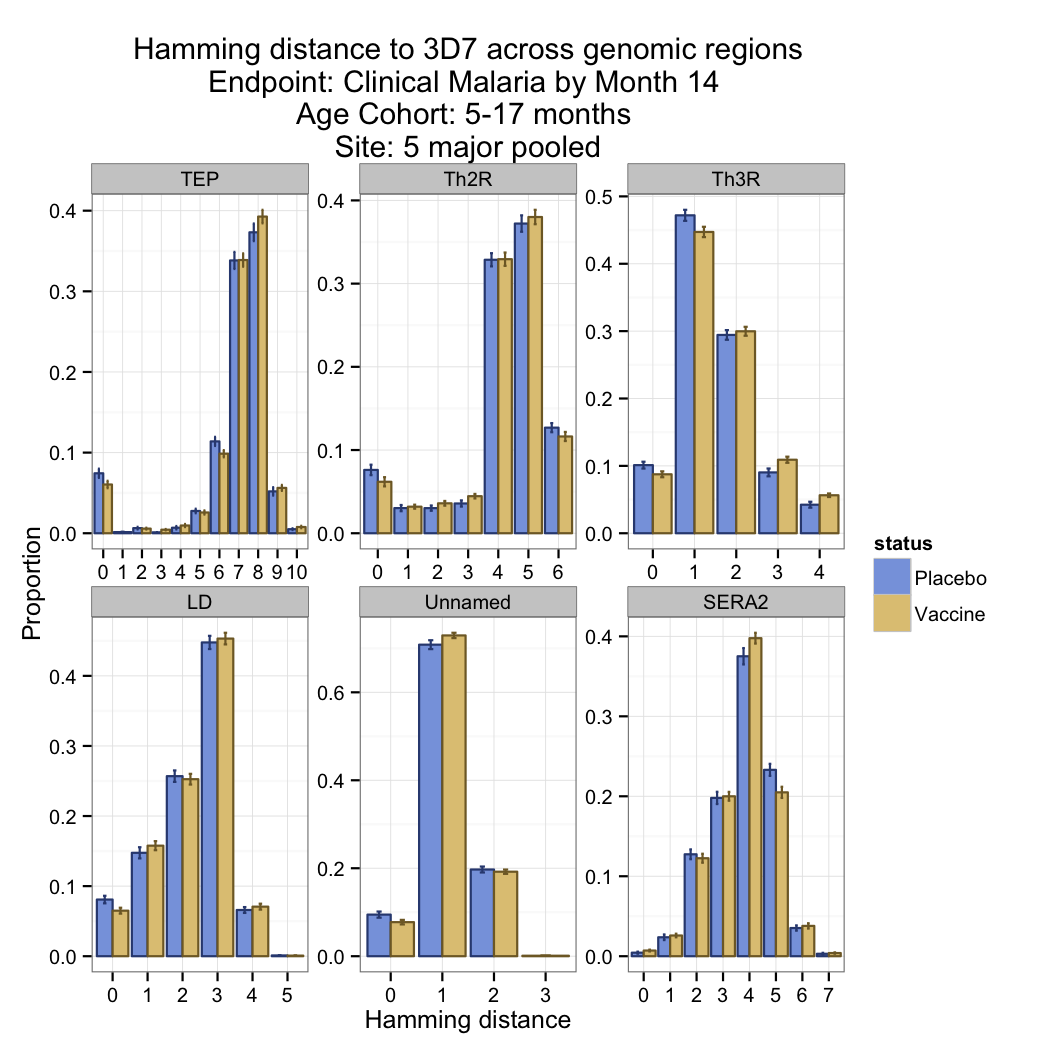 Hamming distance to 3D7 across genomic regions
Endpoint: Clinical Malaria by Month 14
Age Cohort: 5-17 months
Site: 5 major pooled
TEP Th2R Th3R
0.4 0.3 0.2 0.1 0.0
0 1 2 3 4 5 6 7 8 9 10
0.4 0.3 0.2 0.1 0.0
0 1 2 3 4 5 6
0.5 0.4 0.3 0.2 0.1 0.0
0 1 2 3 4
LD Unnamed SERA2
0.4 0.3 0.2 0.1 0.0
0 1 2 3 4 5
0.6 0.4 0.2 0.0
0 1 2 3
0.4 0.3 0.2 0.1 0.0
0 1 2 3 4 5 6 7
Proportion
Hamming distance
status
Placebo
Vaccine